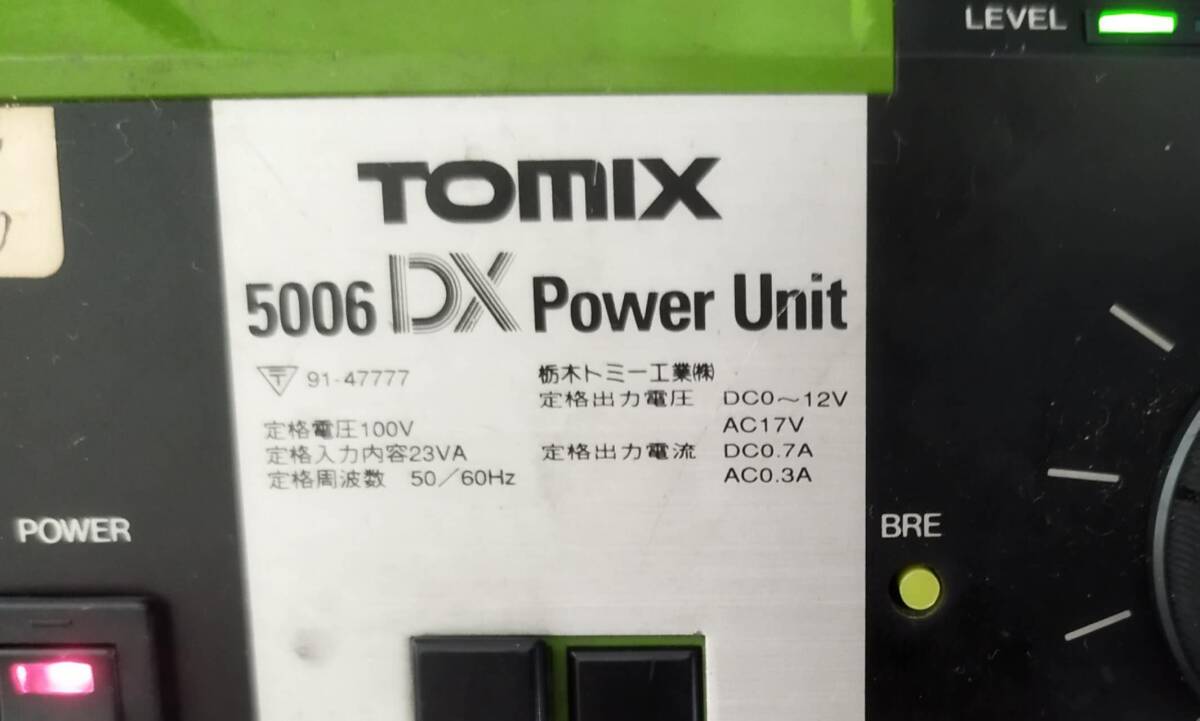 LEVEL
TOMIX
5006 DX Power Unit
〒 91-47777
栃木トミー工業㈱
定格出力電圧 DC0～12V
AC17V
定格電圧100V
定格入力内容23VA
定格出力電流 DC0.7A
定格周波数 50/60Hz
AC0.3A
POWER
BRE